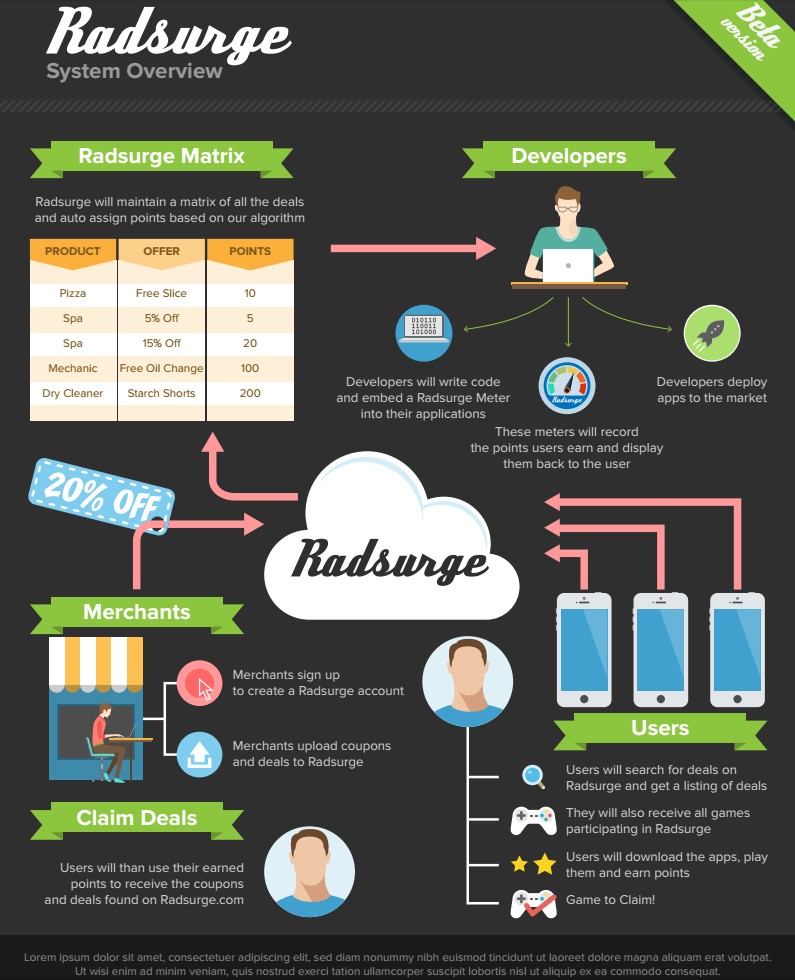 Radsurge
System Overview
Beta
version
Radsurge Matrix
Radsurge will maintain a matrix of all the deals
and auto assign points based on our algorithm
PRODUCT OFFER POINTS
Pizza Free Slice 10
Spa 5% Off 5
Spa 15% Off 20
Mechanic Free Oil Change 100
Dry Cleaner Starch Shorts 200
Developers
010110
110011
101000
Developers will write code
and embed a Radsurge Meter
into their applications
Radsurge
These meters will record
the points users earn and display
them back to the user
Developers deploy
apps to the market
20% OFF
Radsurge
Merchants
Merchants sign up
to create a Radsurge account
Merchants upload coupons
and deals to Radsurge
Users
Users will search for deals on
Radsurge and get a listing of deals
They will also receive all games
participating in Radsurge
Users will download the apps, play
them and earn points
Game to Claim!
Claim Deals
Users will than use their earned
points to receive the coupons
and deals found on Radsurge.com
Lorem ipsum dolor sit amet, consectetuer adipiscing elit, sed diam nonummy nibh euismod tincidunt ut laoreet dolore magna aliquam erat volutpat.
Ut wisi enim ad minim veniam, quis nostrud exerci tation ullamcorper suscipit lobortis nisl ut aliquip ex ea commodo consequat.